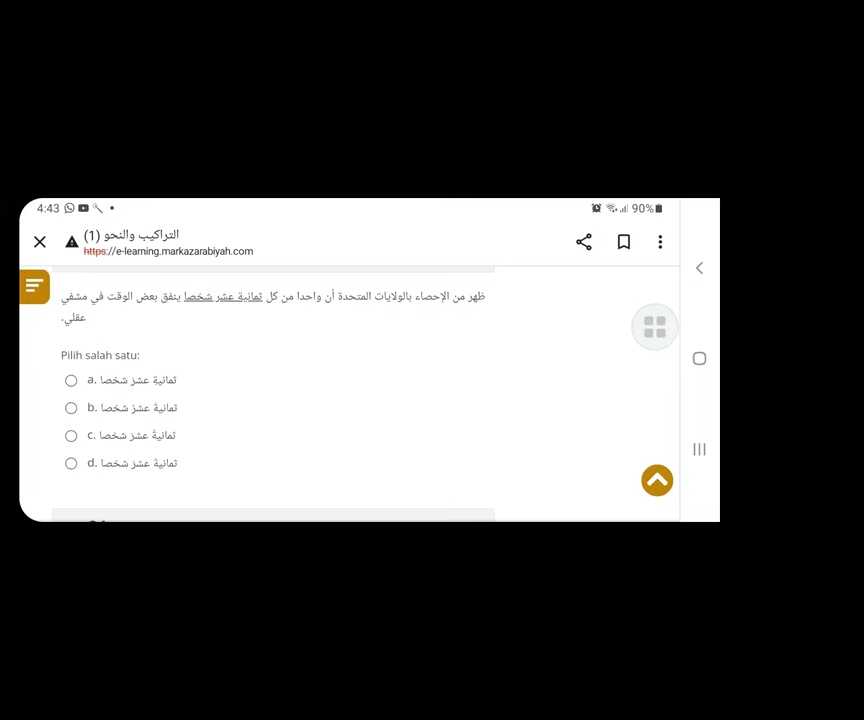 4:43
90%
التراكيب والنحو (1)
https://e-learning.markazarabiyah.com
ظهر من الإحصاء بالولايات المتحدة أن واحدا من كل ثمانية عشر شخصا ينفق بعض الوقت في مشفي
عقلي.
Pilih salah satu:
a. ثمانيةِ عشرَ شخصا
b. ثمانيةَ عشرَ شخصا
c. ثمانيةُ عشرَ شخصا
d. ثمانيةَ عشرَ شخصا